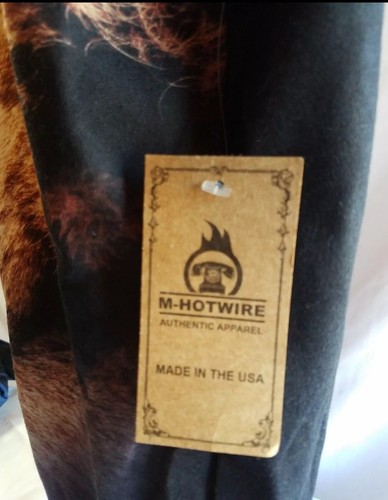 M-HOTWIRE
AUTHENTIC APPAREL
MADE IN THE USA